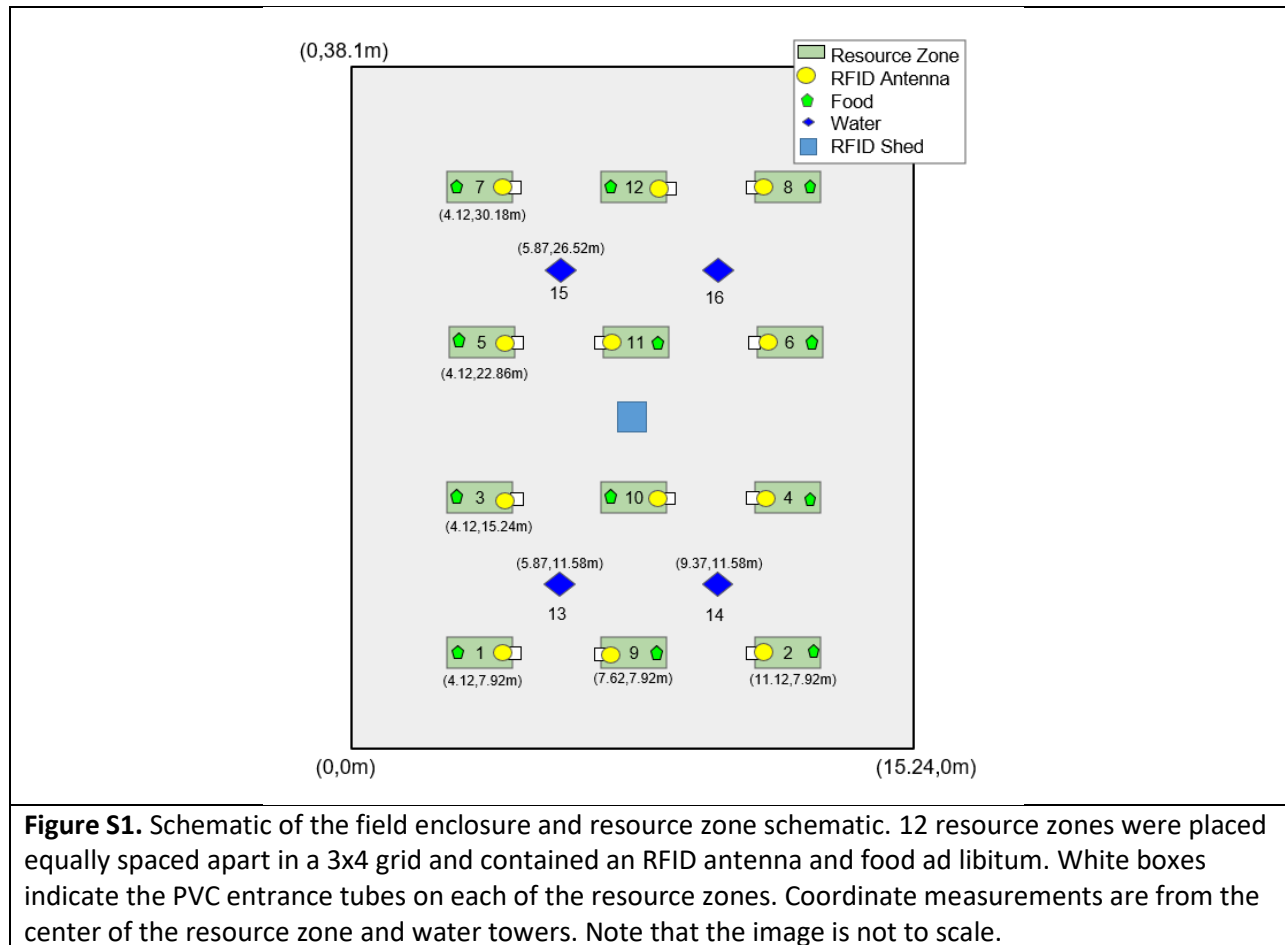 (0,38.1m)
Resource Zone
RFID Antenna
Food
Water
RFID Shed
7
12
8
(4.12,30.18m)
(5.87,26.52m)
15
16
5
11
6
(4.12,22.86m)
3
10
4
(4.12,15.24m)
(5.87,11.58m)
(9.37,11.58m)
13
14
1
9
2
(4.12,7.92m)
(7.62,7.92m)
(11.12,7.92m)
(0,0m)
(15.24,0m)
Figure S1. Schematic of the field enclosure and resource zone schematic. 12 resource zones were placed
equally spaced apart in a 3x4 grid and contained an RFID antenna and food ad libitum. White boxes
indicate the PVC entrance tubes on each of the resource zones. Coordinate measurements are from the
center of the resource zone and water towers. Note that the image is not to scale.